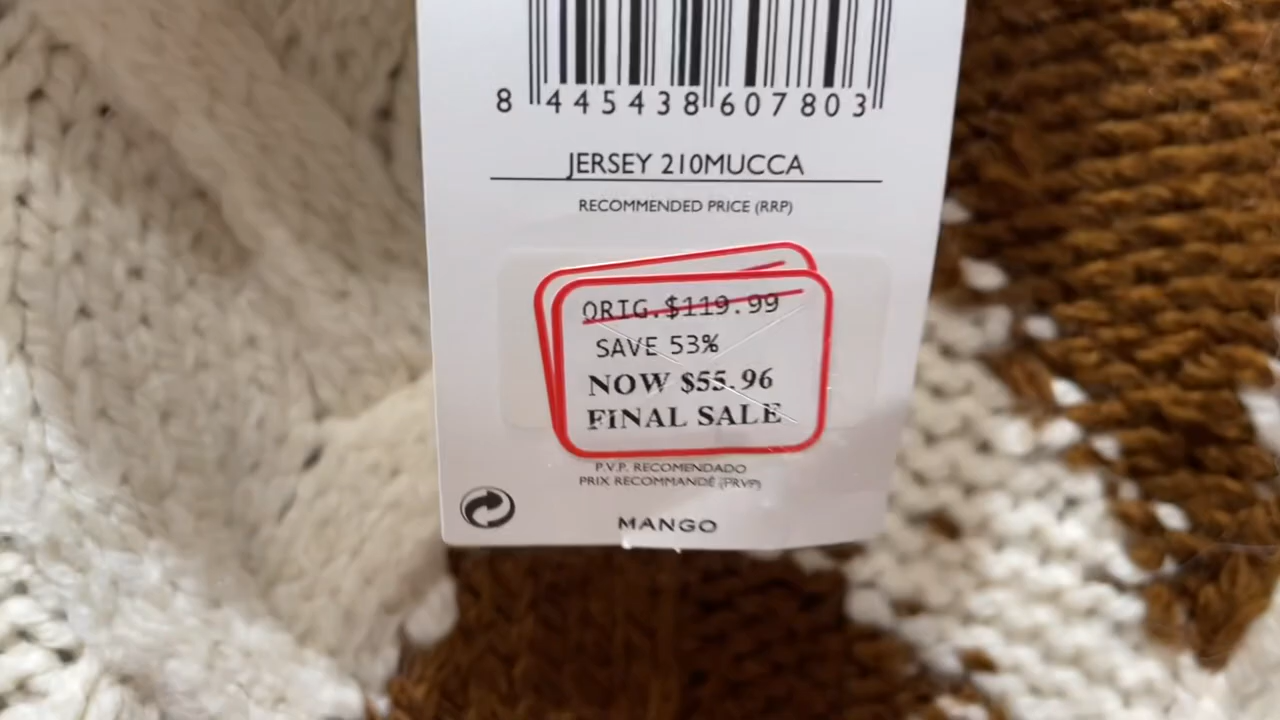 8 445438 607803
JERSEY 210MUCCA
RECOMMENDED PRICE (RRP)
ORIG.$119.99
SAVE 53%
NOW $55.96
FINAL SALE
P.V.P. RECOMENDADO
PRIX RECOMMANDÉ (PRVP)
MANGO